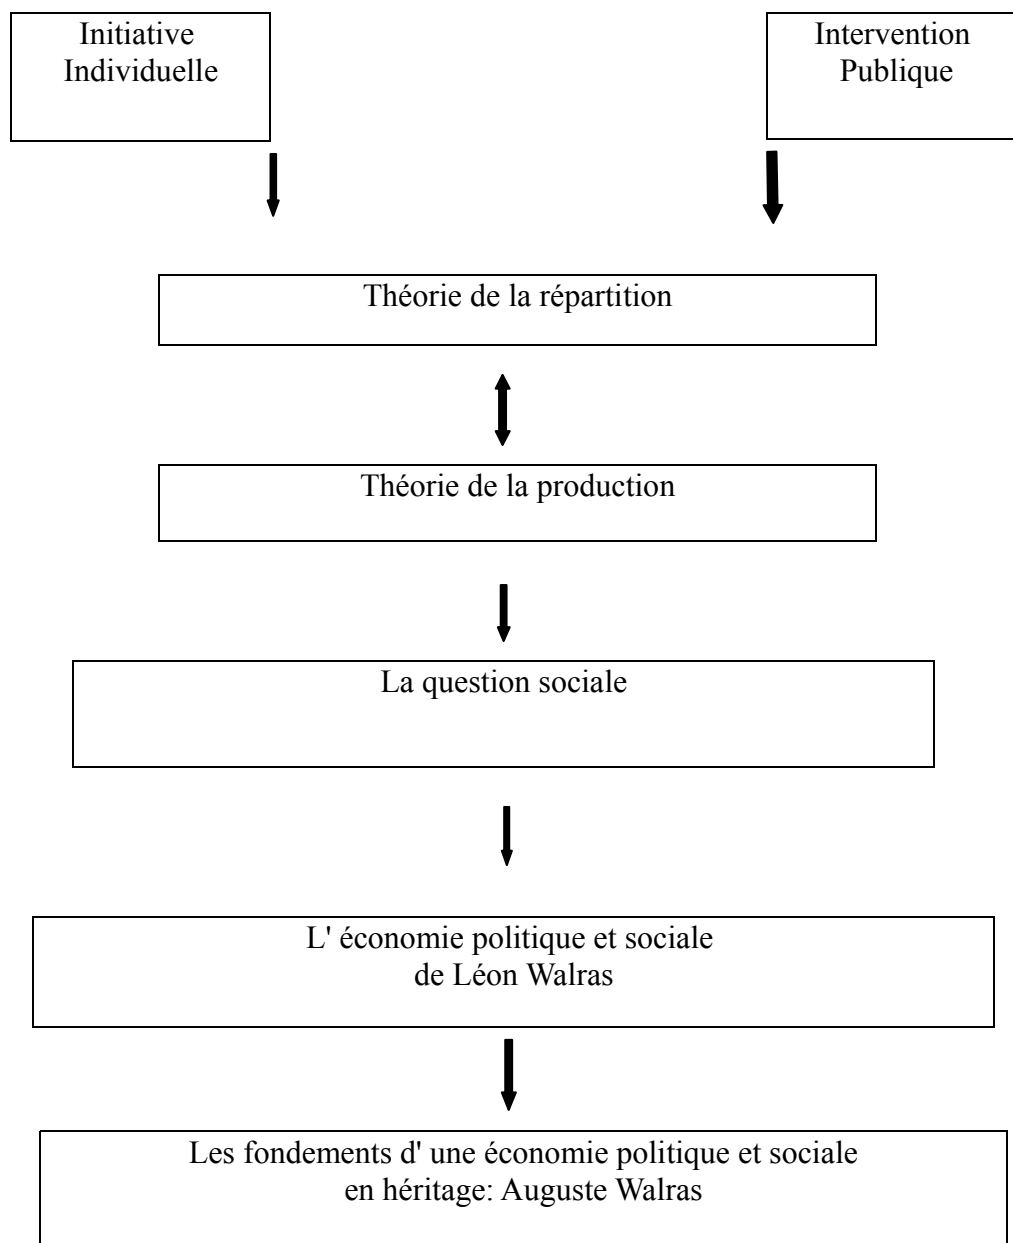 Initiative
Individuelle
Intervention
Publique
Théorie de la répartition
Théorie de la production
La question sociale
L' économie politique et sociale
de Léon Walras
Les fondements d' une économie politique et sociale
en héritage: Auguste Walras